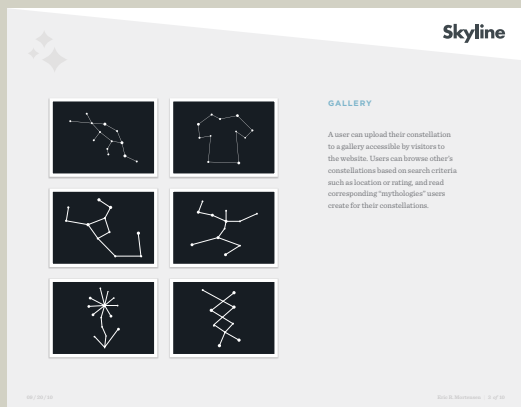 Skyline
GALLERY
A user can upload their constellation
to a gallery accessible by visitors to
the website. Users can browse other's
constellations based on search criteria
such as location or rating, and read
corresponding "mythologies" users
create for their constellations.